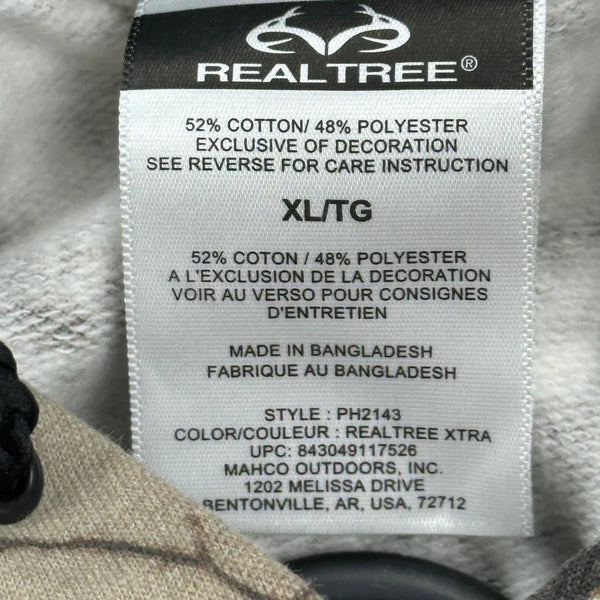 REALTREE®
52% COTTON/ 48% POLYESTER
EXCLUSIVE OF DECORATION
SEE REVERSE FOR CARE INSTRUCTION
XL/TG
52% COTON / 48% POLYESTER
A L'EXCLUSION DE LA DECORATION
VOIR AU VERSO POUR CONSIGNES
D'ENTRETIEN
MADE IN BANGLADESH
FABRIQUE AU BANGLADESH
STYLE : PH2143
COLOR/COULEUR : REALTREE XTRA
UPC: 843049117526
MAHCO OUTDOORS, INC.
1202 MELISSA DRIVE
BENTONVILLE, AR, USA, 72712